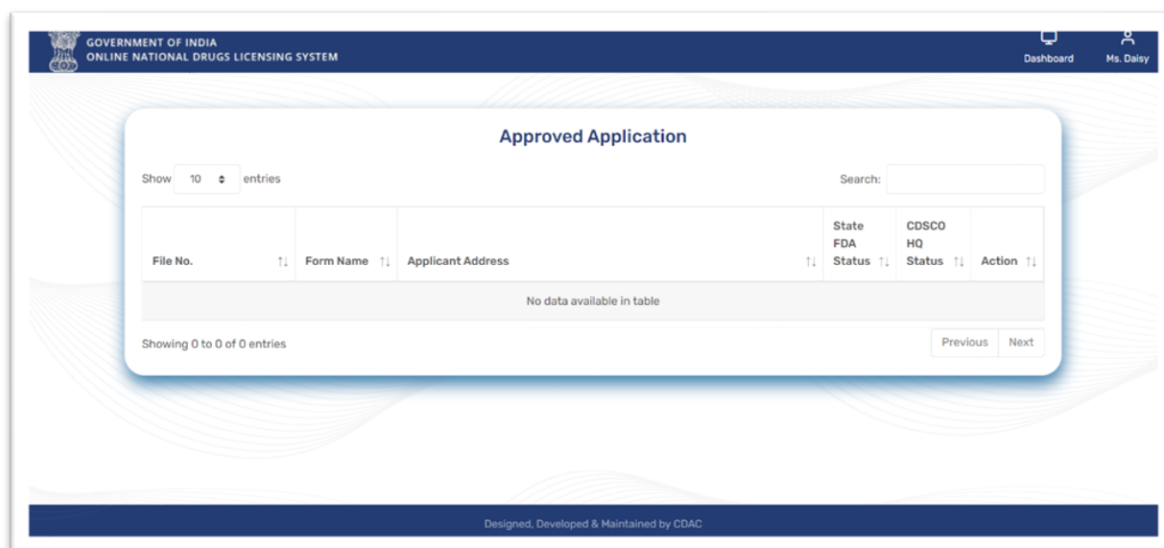 GOVERNMENT OF INDIA
ONLINE NATIONAL DRUGS LICENSING SYSTEM
Dashboard
Ms. Daisy
Approved Application
Show 10 entries
Search:
File No.
Form Name
Applicant Address
State FDA Status
CDSCO HQ Status
Action
No data available in table
Showing 0 to 0 of 0 entries
Previous
Next
Designed, Developed & Maintained by CDAC